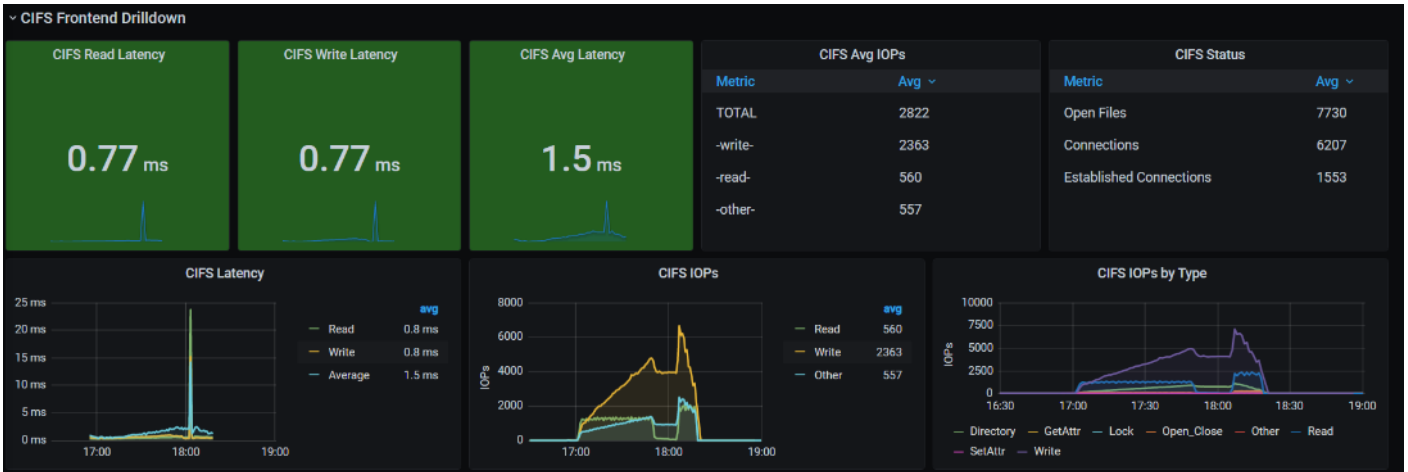 CIFS Frontend Drilldown
CIFS Read Latency
0.77 ms
CIFS Write Latency
0.77 ms
CIFS Avg Latency
1.5 ms
CIFS Avg IOPs
Metric Avg
TOTAL 2822
-write- 2363
-read- 560
-other- 557
CIFS Status
Metric Avg
Open Files 7730
Connections 6207
Established Connections 1553
CIFS Latency
25 ms
20 ms
15 ms
10 ms
5 ms
0 ms
17:00 18:00 19:00
avg
Read 0.8 ms
Write 0.8 ms
Average 1.5 ms
CIFS IOPs
IOPs
8000
6000
4000
2000
0
17:00 18:00 19:00
avg
Read 560
Write 2363
Other 557
CIFS IOPs by Type
IOPs
10000
7500
5000
2500
0
16:30 17:00 17:30 18:00 18:30 19:00
Directory GetAttr Lock Open_Close Other Read
SetAttr Write